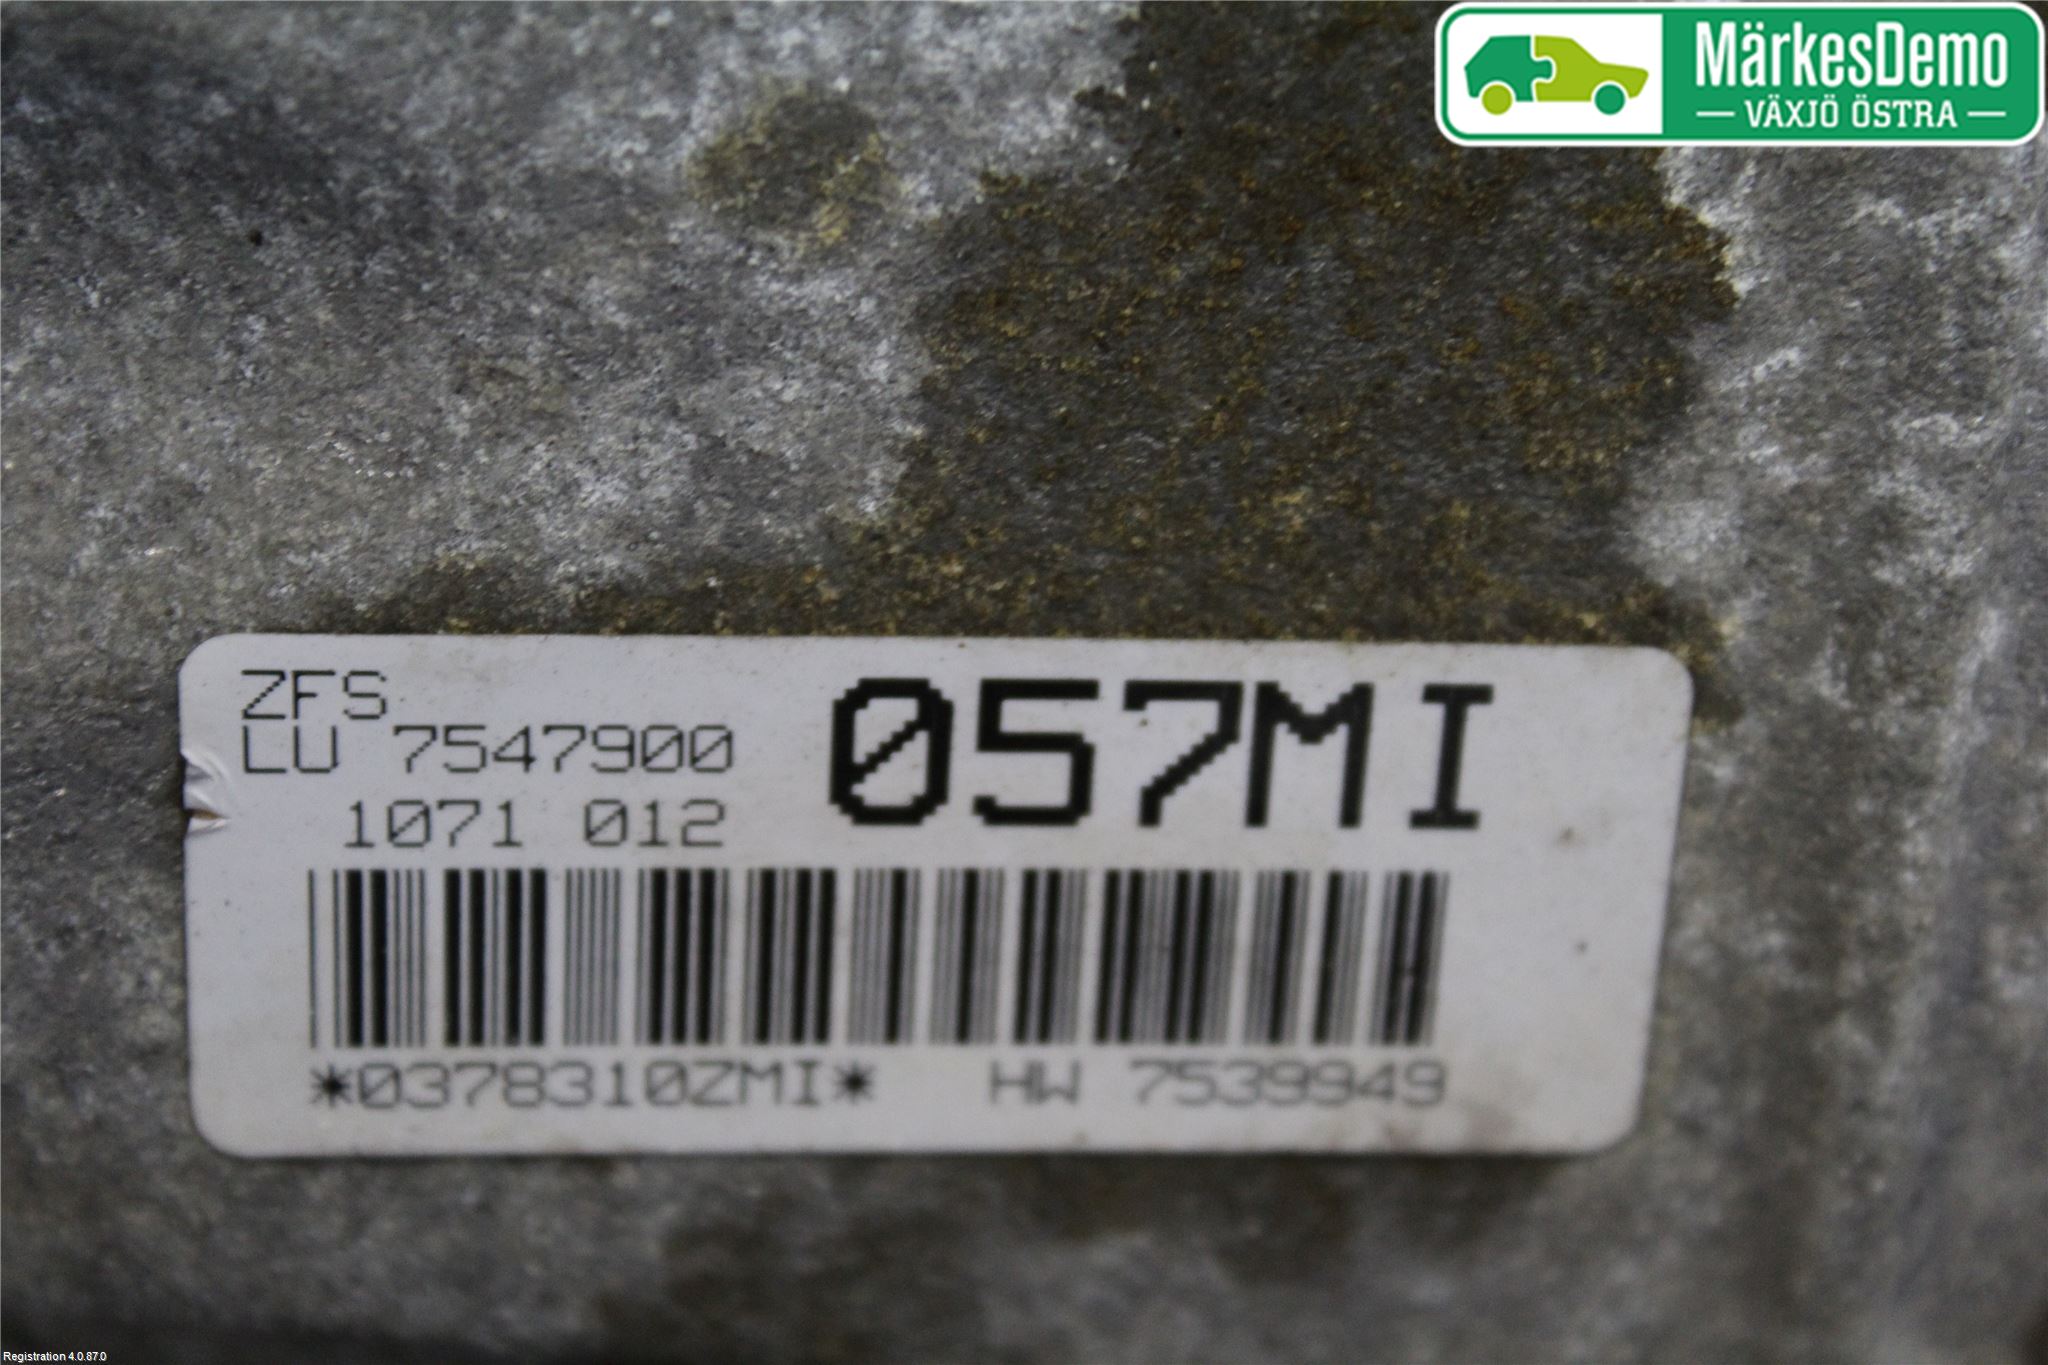 MärkesDemo
— VÄXJÖ ÖSTRA —
ZFS
LU 7547900
057MI
1071 012
*0378310ZMI* HW 7539949
Registration 4.0.87.0